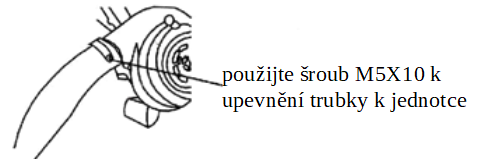 použijte šroub M5X10 k
upevnění trubky k jednotce